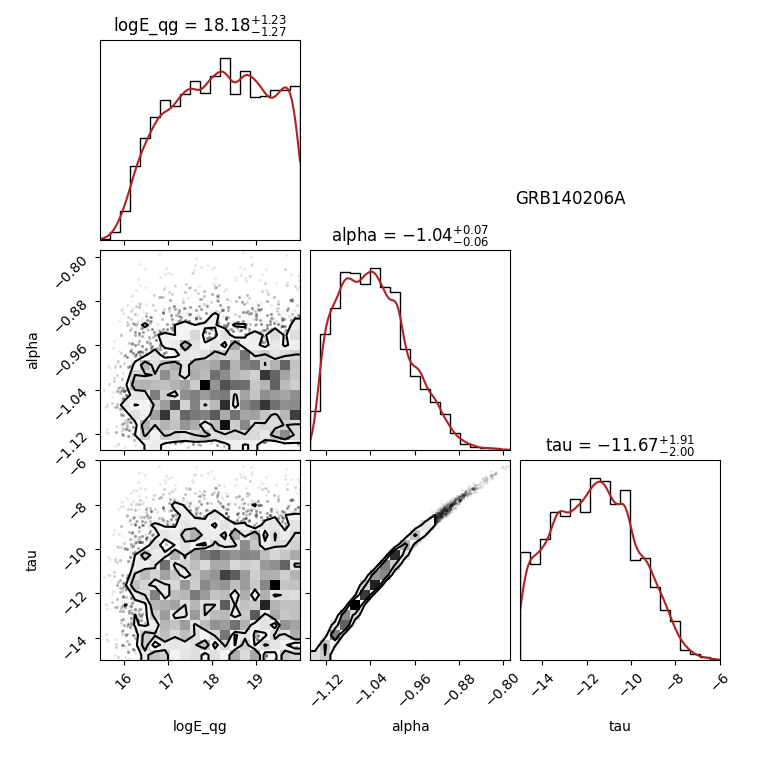 logE_qg = 18.18+1.23−1.27
GRB140206A
alpha = −1.04+0.07−0.06
−0.80
−0.88
−0.96
−1.04
−1.12
alpha
tau = −11.67+1.91−2.00
−6
−8
−10
−12
−14
tau
16 17 18 19
−1.12 −1.04 −0.96 −0.88 −0.80
−14 −12 −10 −8 −6
logE_qg alpha tau